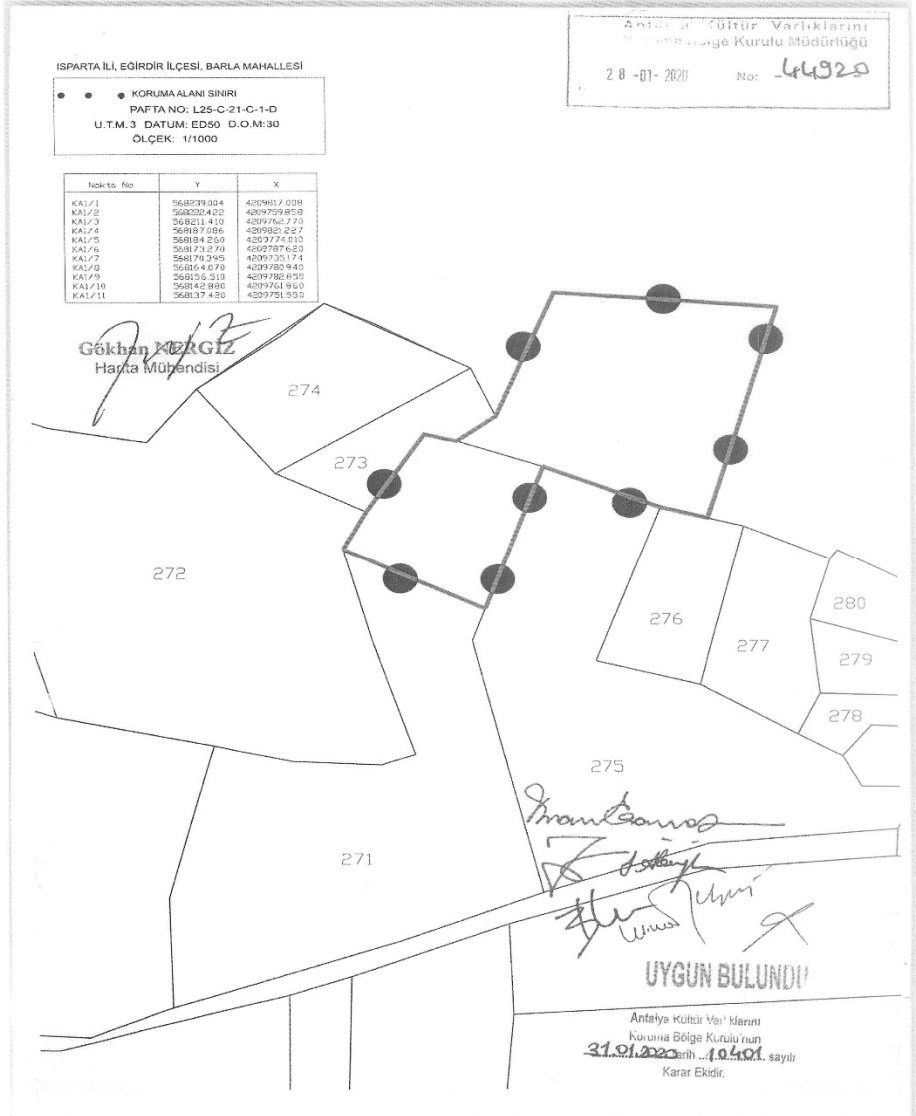 Kültür Varlıklarını
Bölge Kurulu Müdürlüğü
28 -01- 2020 No: 44920
ISPARTA İLİ, EĞİRDİR İLÇESİ, BARLA MAHALLESİ
KORUMA ALANI SINIRI
PAFTA NO: L25-C-21-C-1-D
U.T.M. 3 DATUM: ED50 D.O.M:30
ÖLÇEK: 1/1000
Nokta No Y X
KA1/1 568239.004 4209817.008
KA1/2 568222.422 4209759.858
KA1/3 568211.410 4209762.770
KA1/4 568187.086 4209821.227
KA1/5 568184.260 4209774.010
KA1/6 568173.270 4209787.620
KA1/7 568170.395 4209735.174
KA1/8 568164.070 4209780.940
KA1/9 568156.510 4209782.850
KA1/10 568142.880 4209761.860
KA1/11 568137.420 4209751.550
Gökhan NERGİZ
Harita Mühendisi
274
273
272
276
277
280
279
278
275
271
UYGUN BULUNDU
Antalya Kültür Varlıklarını
Koruma Bölge Kurulu'nun
31.01.2020 tarih 10401 sayılı
Karar Ekidir.